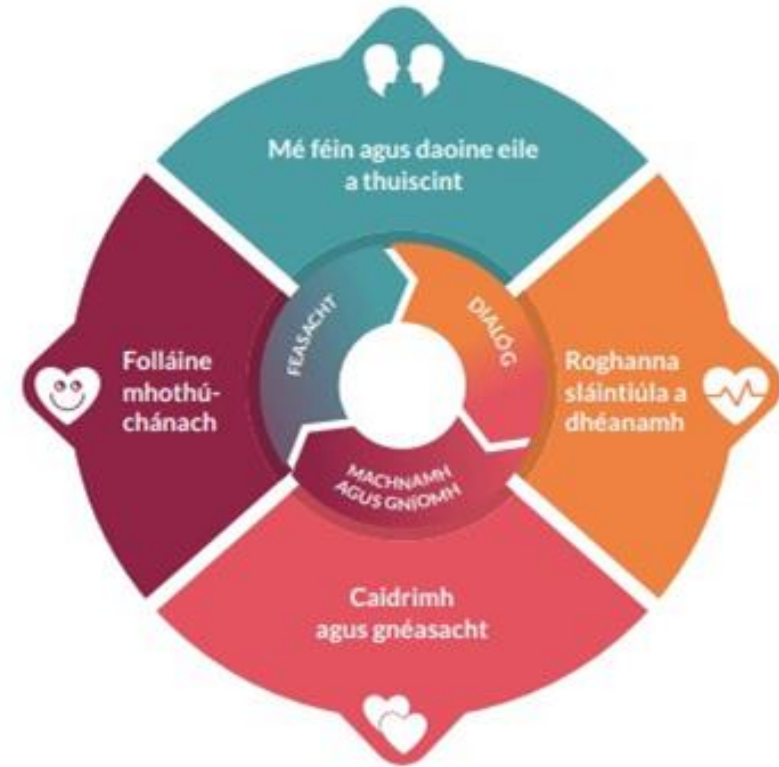 Mé féin agus daoine eile
a thuiscint
FEASACHT
DIALÓG
Folláine
mhothú-
chánach
Roghanna
sláintiúla a
dhéanamh
MACHNAMH
AGUS GNÍOMH
Caidrimh
agus gnéasacht